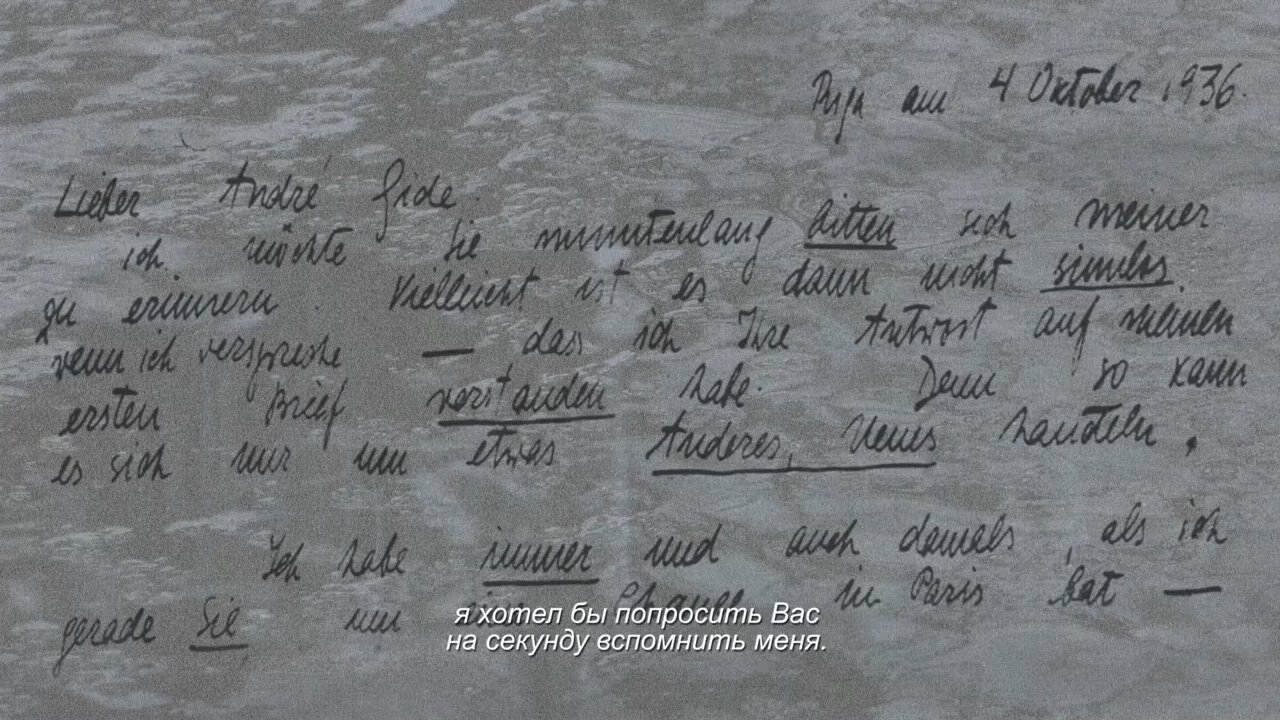 Riga am 4 Oktober 1936.
Lieber André Gide.
ich möchte Sie minutenlang bitten sich meiner
zu erinnern. Vielleicht ist es dann nicht sinnlos.
wenn ich verspreche — dass ich Ihre Antwort auf meinen
ersten Brief verstanden habe. Denn so kann
es sich nur um etwas Anderes, Neues handeln.
Ich habe immer und auch damals, als ich
gerade Sie um eine Chance in Paris bat —
я хотел бы попросить Вас
на секунду вспомнить меня.